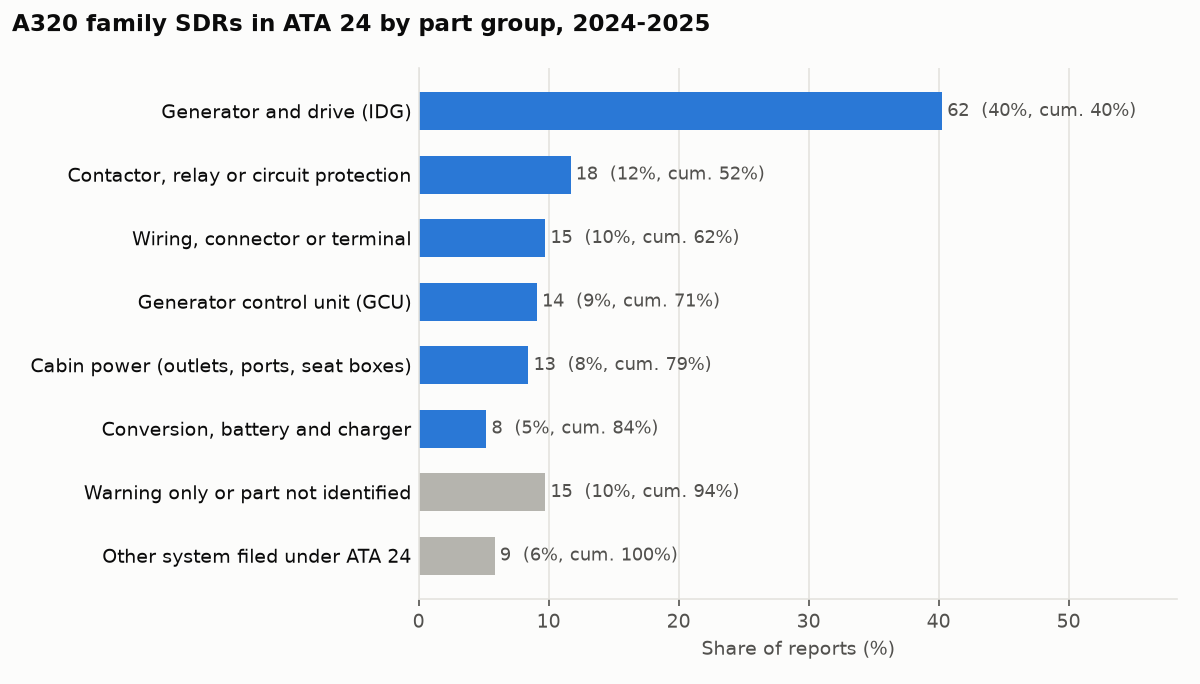 A320 family SDRs in ATA 24 by part group, 2024-2025
Generator and drive (IDG) 62 (40%, cum. 40%)
Contactor, relay or circuit protection 18 (12%, cum. 52%)
Wiring, connector or terminal 15 (10%, cum. 62%)
Generator control unit (GCU) 14 (9%, cum. 71%)
Cabin power (outlets, ports, seat boxes) 13 (8%, cum. 79%)
Conversion, battery and charger 8 (5%, cum. 84%)
Warning only or part not identified 15 (10%, cum. 94%)
Other system filed under ATA 24 9 (6%, cum. 100%)
0 10 20 30 40 50
Share of reports (%)